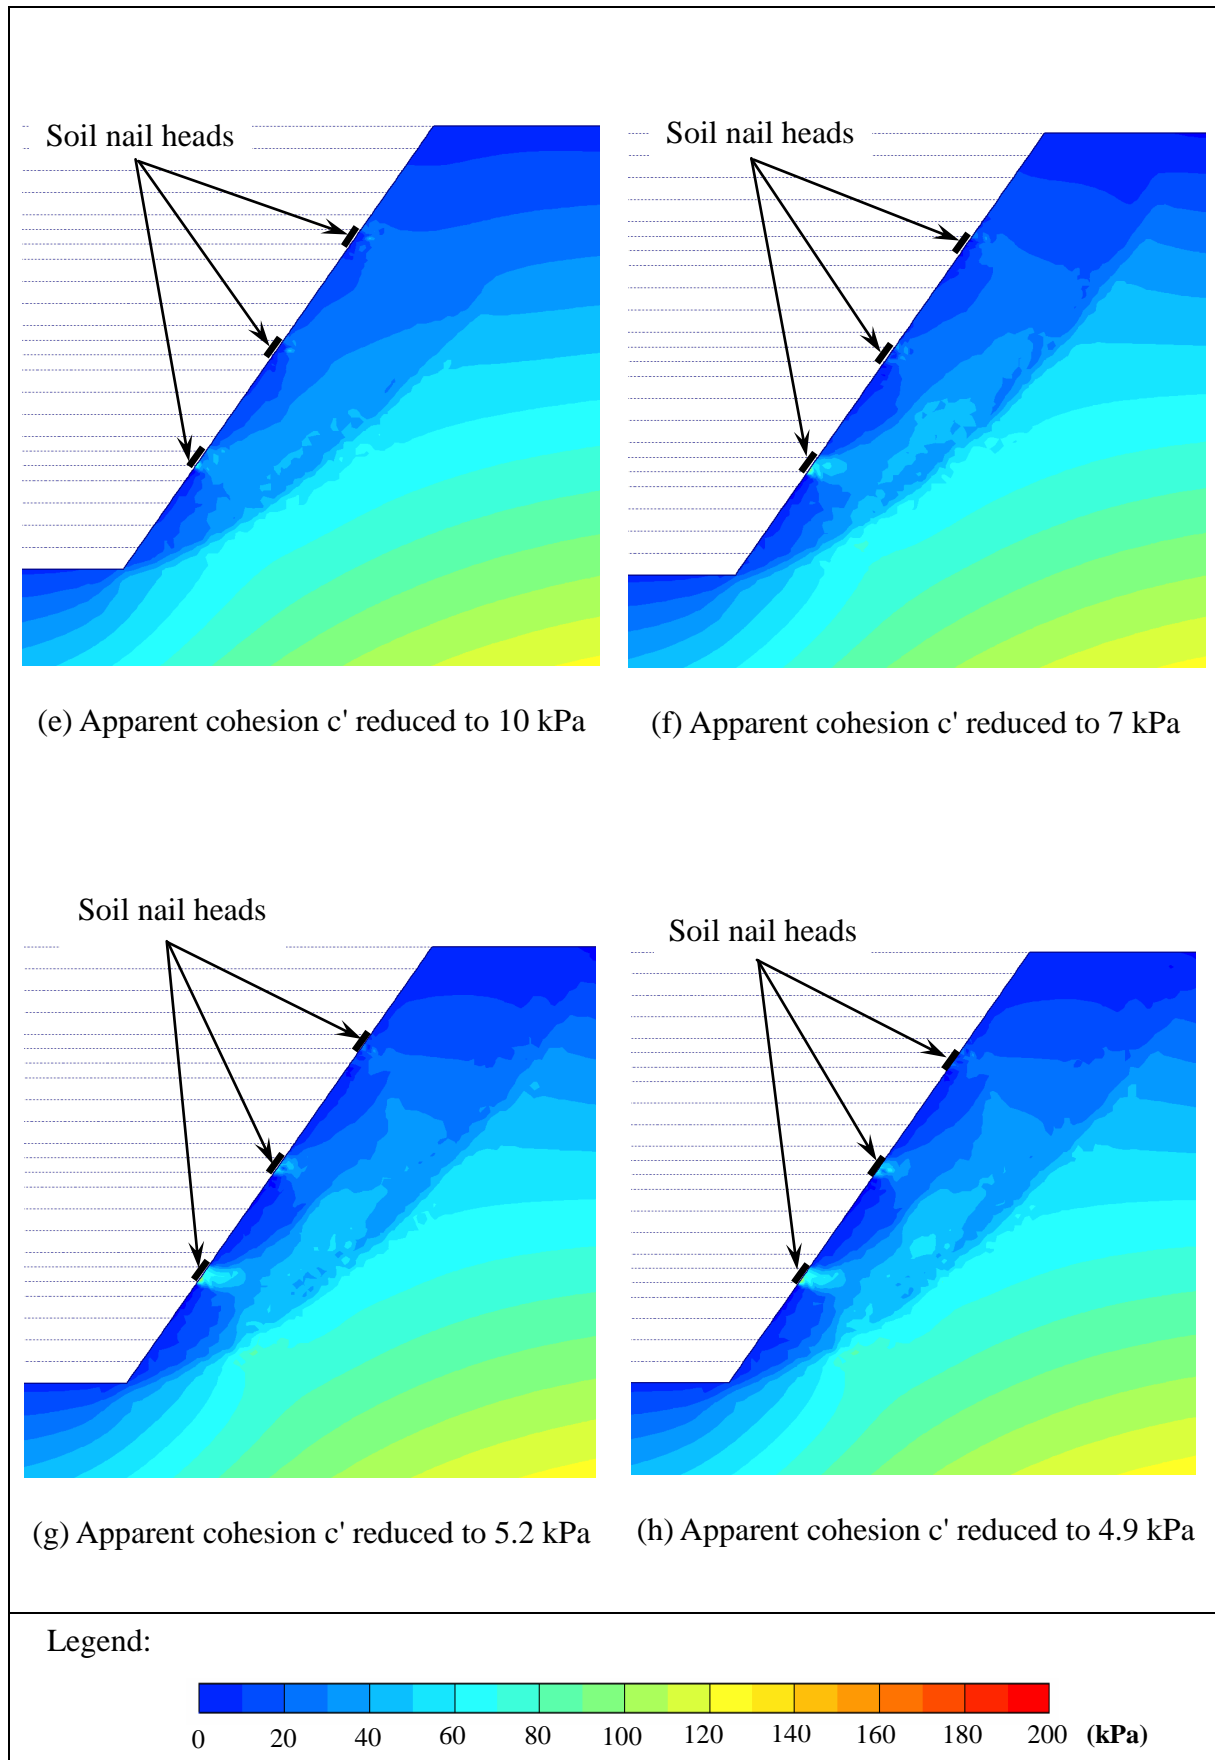 Soil nail heads
Soil nail heads
(e) Apparent cohesion c' reduced to 10 kPa
(f) Apparent cohesion c' reduced to 7 kPa
Soil nail heads
Soil nail heads
(g) Apparent cohesion c' reduced to 5.2 kPa
(h) Apparent cohesion c' reduced to 4.9 kPa
Legend:
0 20 40 60 80 100 120 140 160 180 200 (kPa)